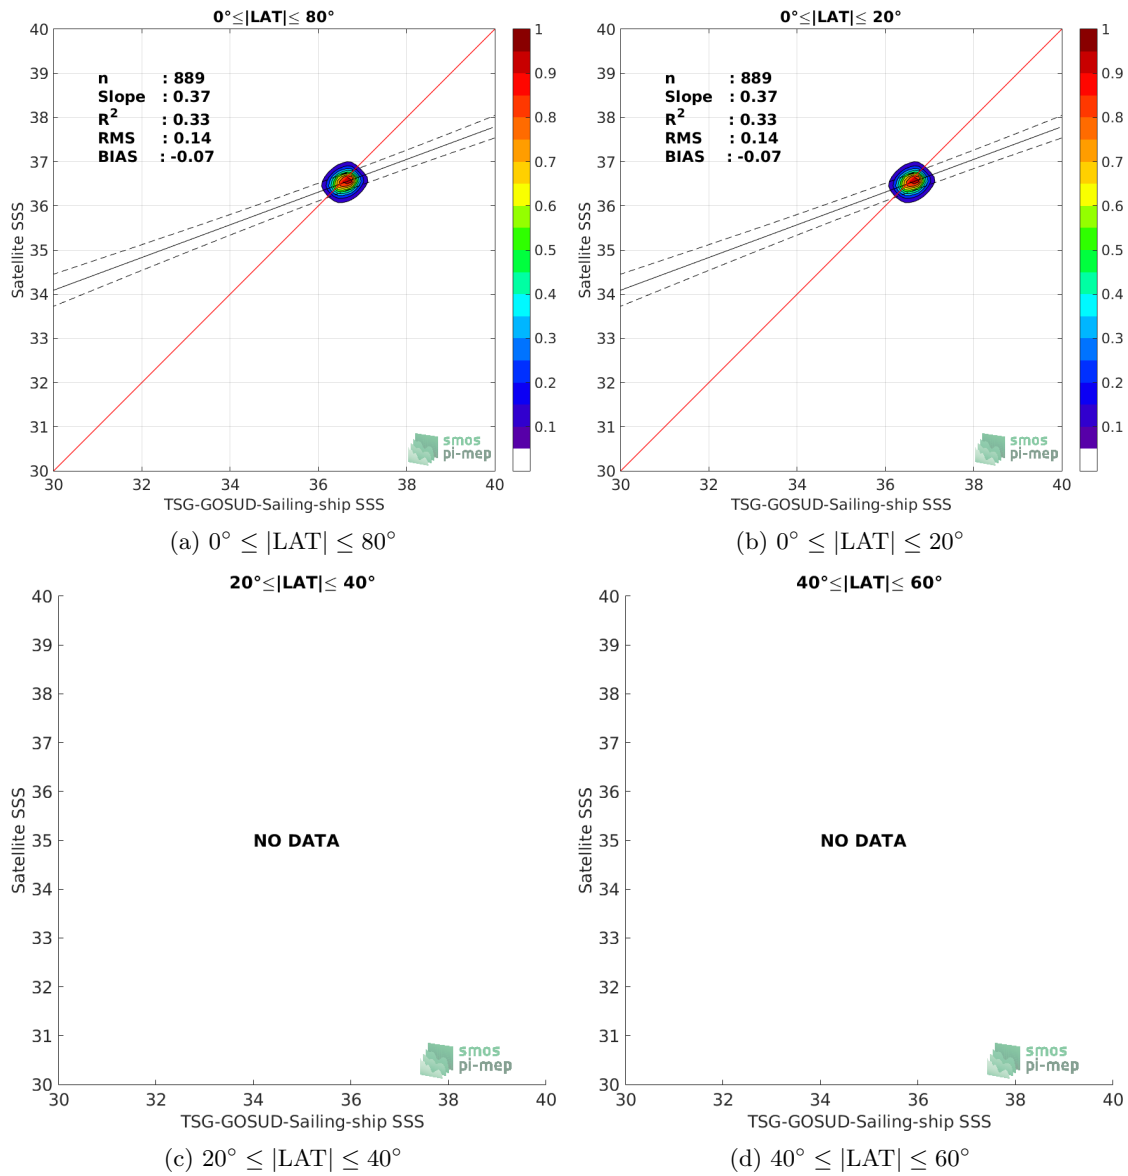 0°≤|LAT|≤ 80°
40
39
38
37
36
35
34
33
32
31
30
n : 889
Slope : 0.37
R² : 0.33
RMS : 0.14
BIAS : -0.07
Satellite SSS
30 32 34 36 38 40
TSG-GOSUD-Sailing-ship SSS
smos
pi-mep
1
0.9
0.8
0.7
0.6
0.5
0.4
0.3
0.2
0.1
(a) 0° ≤ |LAT| ≤ 80°
0°≤|LAT|≤ 20°
40
39
38
37
36
35
34
33
32
31
30
n : 889
Slope : 0.37
R² : 0.33
RMS : 0.14
BIAS : -0.07
Satellite SSS
30 32 34 36 38 40
TSG-GOSUD-Sailing-ship SSS
smos
pi-mep
1
0.9
0.8
0.7
0.6
0.5
0.4
0.3
0.2
0.1
(b) 0° ≤ |LAT| ≤ 20°
20°≤|LAT|≤ 40°
40
39
38
37
36
35
34
33
32
31
30
NO DATA
Satellite SSS
30 32 34 36 38 40
TSG-GOSUD-Sailing-ship SSS
smos
pi-mep
(c) 20° ≤ |LAT| ≤ 40°
40°≤|LAT|≤ 60°
40
39
38
37
36
35
34
33
32
31
30
NO DATA
Satellite SSS
30 32 34 36 38 40
TSG-GOSUD-Sailing-ship SSS
smos
pi-mep
(d) 40° ≤ |LAT| ≤ 60°